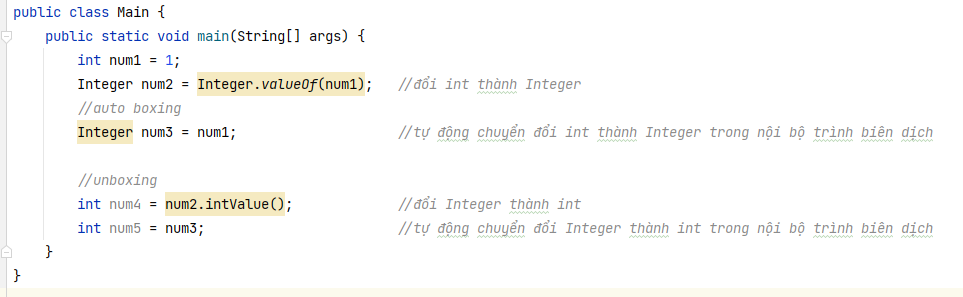 public class Main {
public static void main(String[] args) {
int num1 = 1;
Integer num2 = Integer.valueOf(num1);   //đổi int thành Integer
//auto boxing
Integer num3 = num1;   //tự động chuyển đổi int thành Integer trong nội bộ trình biên dịch
//unboxing
int num4 = num2.intValue();   //đổi Integer thành int
int num5 = num3;   //tự động chuyển đổi Integer thành int trong nội bộ trình biên dịch
}
}